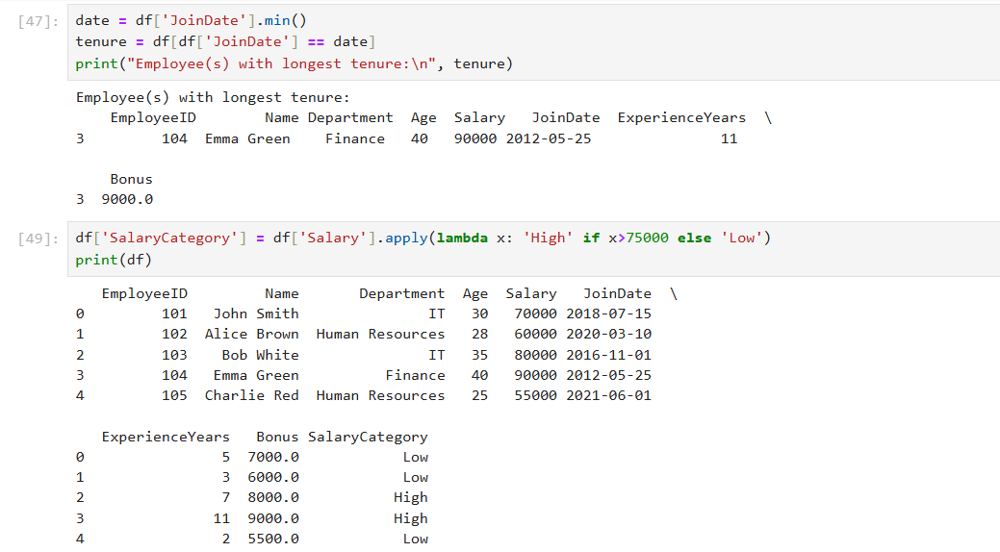 [47]: date = df['JoinDate'].min()
tenure = df[df['JoinDate'] == date]
print("Employee(s) with longest tenure:\n", tenure)
Employee(s) with longest tenure:
    EmployeeID        Name Department  Age  Salary   JoinDate  ExperienceYears  \
3         104  Emma Green    Finance   40   90000 2012-05-25               11
    Bonus
3  9000.0
[49]: df['SalaryCategory'] = df['Salary'].apply(lambda x: 'High' if x>75000 else 'Low')
print(df)
   EmployeeID         Name       Department  Age  Salary   JoinDate  \
0         101   John Smith               IT   30   70000 2018-07-15
1         102  Alice Brown  Human Resources   28   60000 2020-03-10
2         103    Bob White               IT   35   80000 2016-11-01
3         104   Emma Green          Finance   40   90000 2012-05-25
4         105  Charlie Red  Human Resources   25   55000 2021-06-01
   ExperienceYears   Bonus SalaryCategory
0                5  7000.0            Low
1                3  6000.0            Low
2                7  8000.0           High
3               11  9000.0           High
4                2  5500.0            Low